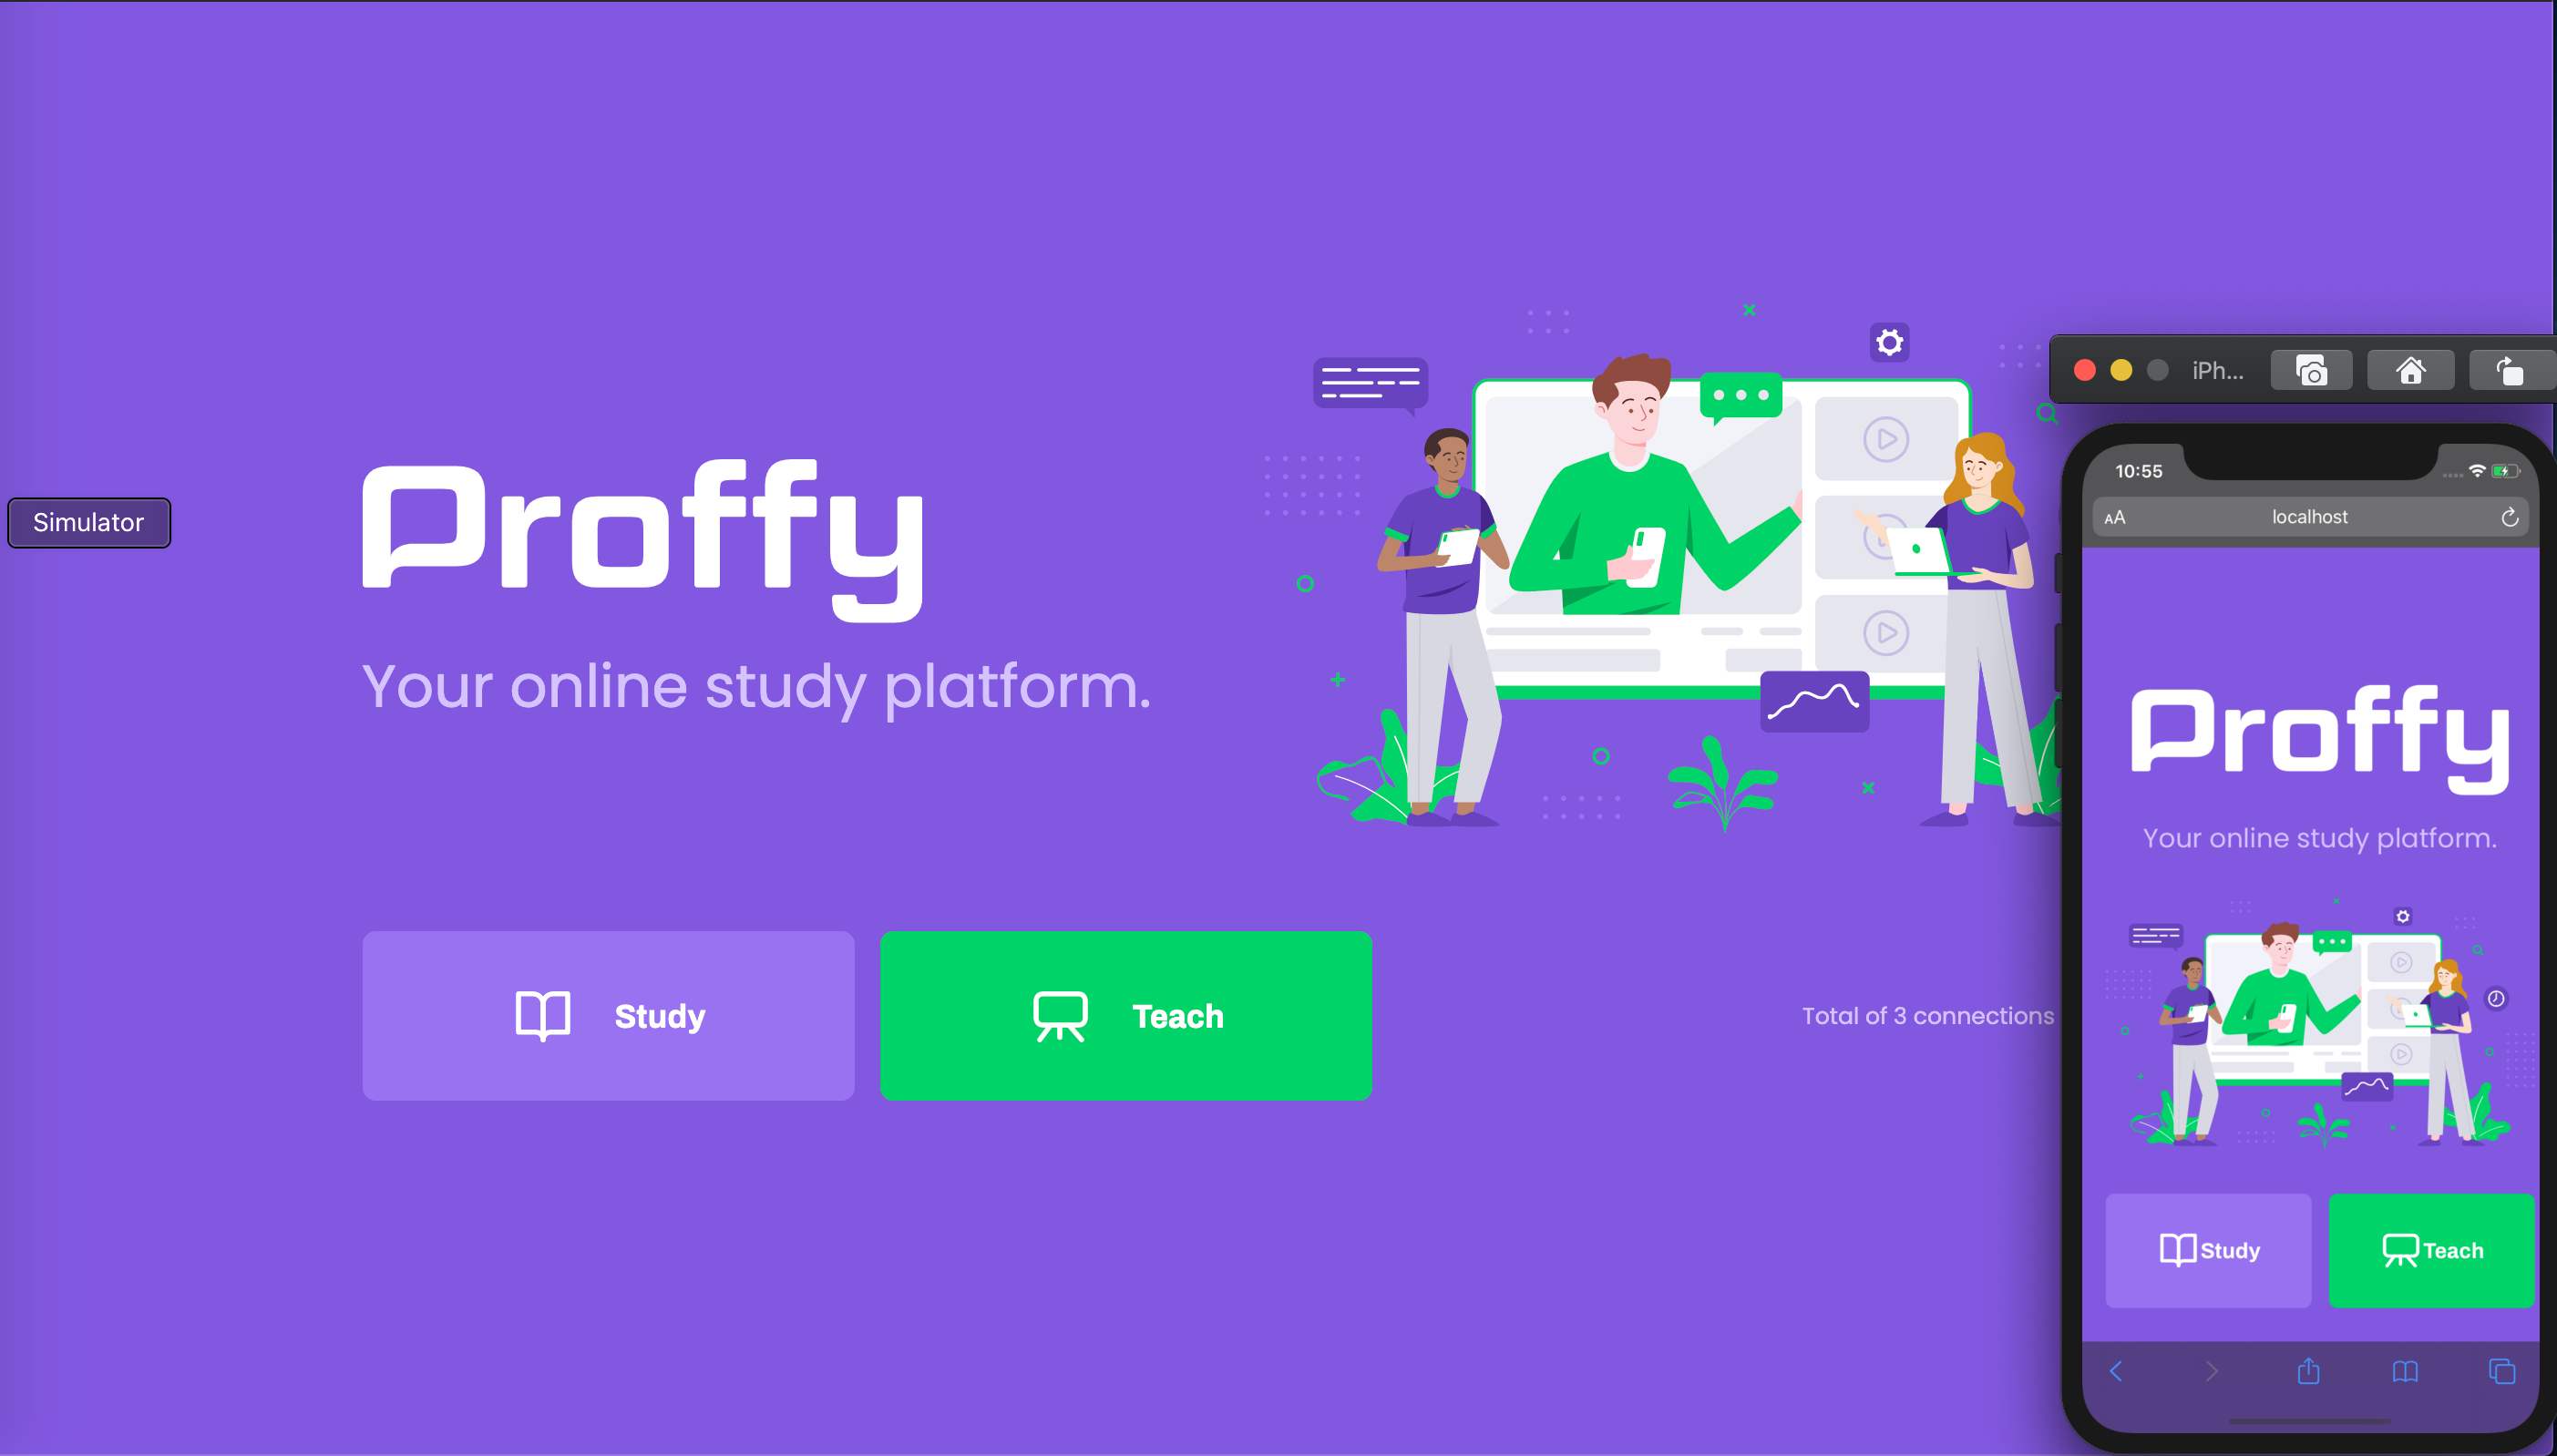 Simulator
Proffy
Your online study platform.
Study
Teach
Total of 3 connections
iPh...
10:55
AA
localhost
Proffy
Your online study platform.
Study
Teach